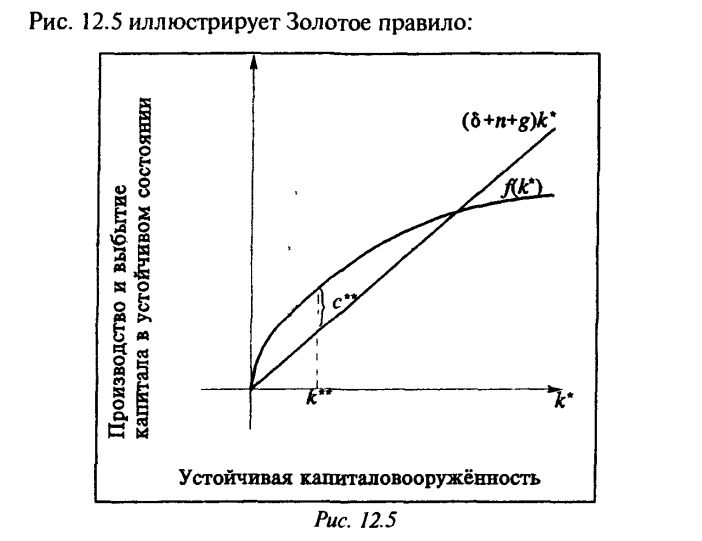 Рис. 12.5 иллюстрирует Золотое правило:
Производство и выбытие
капитала в устойчивом состоянии
(δ+n+g)k*
f(k*)
c**
k**
k*
Устойчивая капиталовооружённость
Рис. 12.5